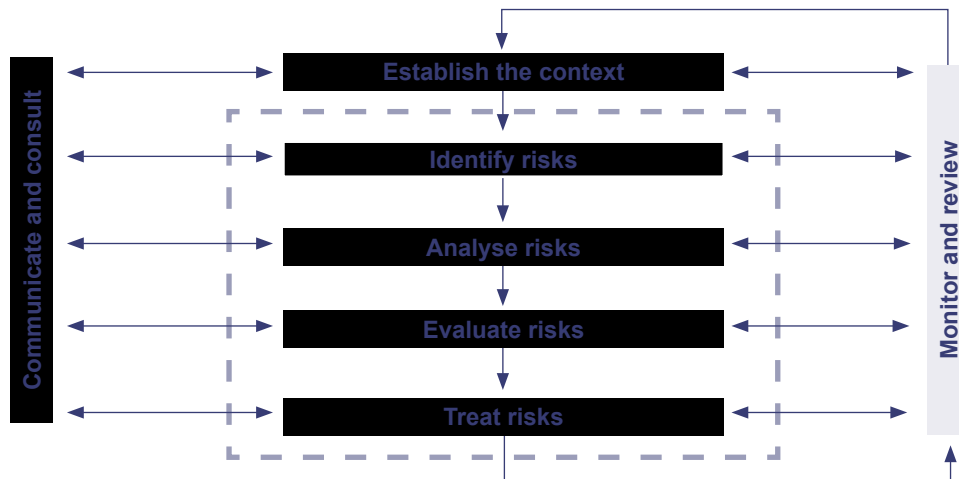 Establish the context
Identify risks
Analyse risks
Evaluate risks
Treat risks
Communicate and consult
Monitor and review